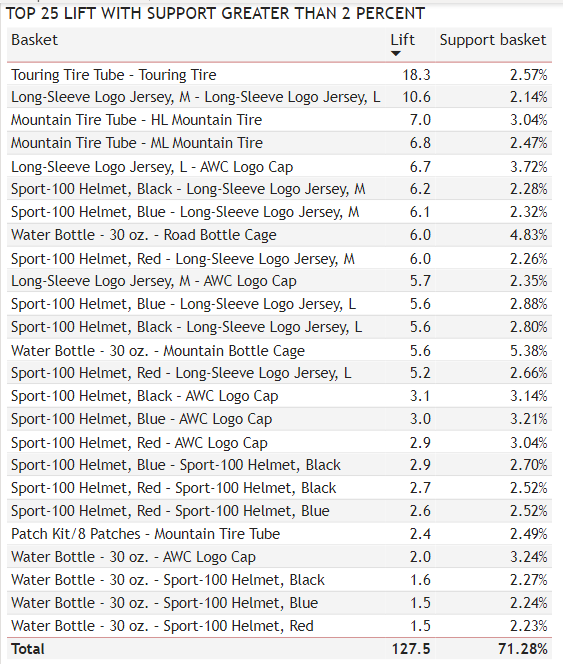 TOP 25 LIFT WITH SUPPORT GREATER THAN 2 PERCENT
Basket Lift Support basket
Touring Tire Tube - Touring Tire 18.3 2.57%
Long-Sleeve Logo Jersey, M - Long-Sleeve Logo Jersey, L 10.6 2.14%
Mountain Tire Tube - HL Mountain Tire 7.0 3.04%
Mountain Tire Tube - ML Mountain Tire 6.8 2.47%
Long-Sleeve Logo Jersey, L - AWC Logo Cap 6.7 3.72%
Sport-100 Helmet, Black - Long-Sleeve Logo Jersey, M 6.2 2.28%
Sport-100 Helmet, Blue - Long-Sleeve Logo Jersey, M 6.1 2.32%
Water Bottle - 30 oz. - Road Bottle Cage 6.0 4.83%
Sport-100 Helmet, Red - Long-Sleeve Logo Jersey, M 6.0 2.26%
Long-Sleeve Logo Jersey, M - AWC Logo Cap 5.7 2.35%
Sport-100 Helmet, Blue - Long-Sleeve Logo Jersey, L 5.6 2.88%
Sport-100 Helmet, Black - Long-Sleeve Logo Jersey, L 5.6 2.80%
Water Bottle - 30 oz. - Mountain Bottle Cage 5.6 5.38%
Sport-100 Helmet, Red - Long-Sleeve Logo Jersey, L 5.2 2.66%
Sport-100 Helmet, Black - AWC Logo Cap 3.1 3.14%
Sport-100 Helmet, Blue - AWC Logo Cap 3.0 3.21%
Sport-100 Helmet, Red - AWC Logo Cap 2.9 3.04%
Sport-100 Helmet, Blue - Sport-100 Helmet, Black 2.9 2.70%
Sport-100 Helmet, Red - Sport-100 Helmet, Black 2.7 2.52%
Sport-100 Helmet, Red - Sport-100 Helmet, Blue 2.6 2.52%
Patch Kit/8 Patches - Mountain Tire Tube 2.4 2.49%
Water Bottle - 30 oz. - AWC Logo Cap 2.0 3.24%
Water Bottle - 30 oz. - Sport-100 Helmet, Black 1.6 2.27%
Water Bottle - 30 oz. - Sport-100 Helmet, Blue 1.5 2.24%
Water Bottle - 30 oz. - Sport-100 Helmet, Red 1.5 2.23%
Total 127.5 71.28%